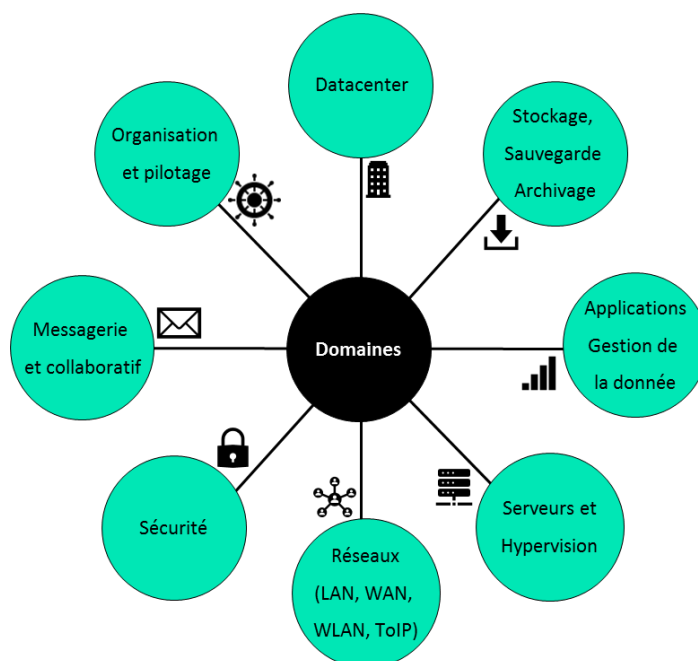 Datacenter
Stockage,
Sauvegarde
Archivage
Applications
Gestion de
la donnée
Serveurs et
Hypervision
Réseaux
(LAN, WAN,
WLAN, ToIP)
Sécurité
Messagerie
et collaboratif
Organisation
et pilotage
Domaines